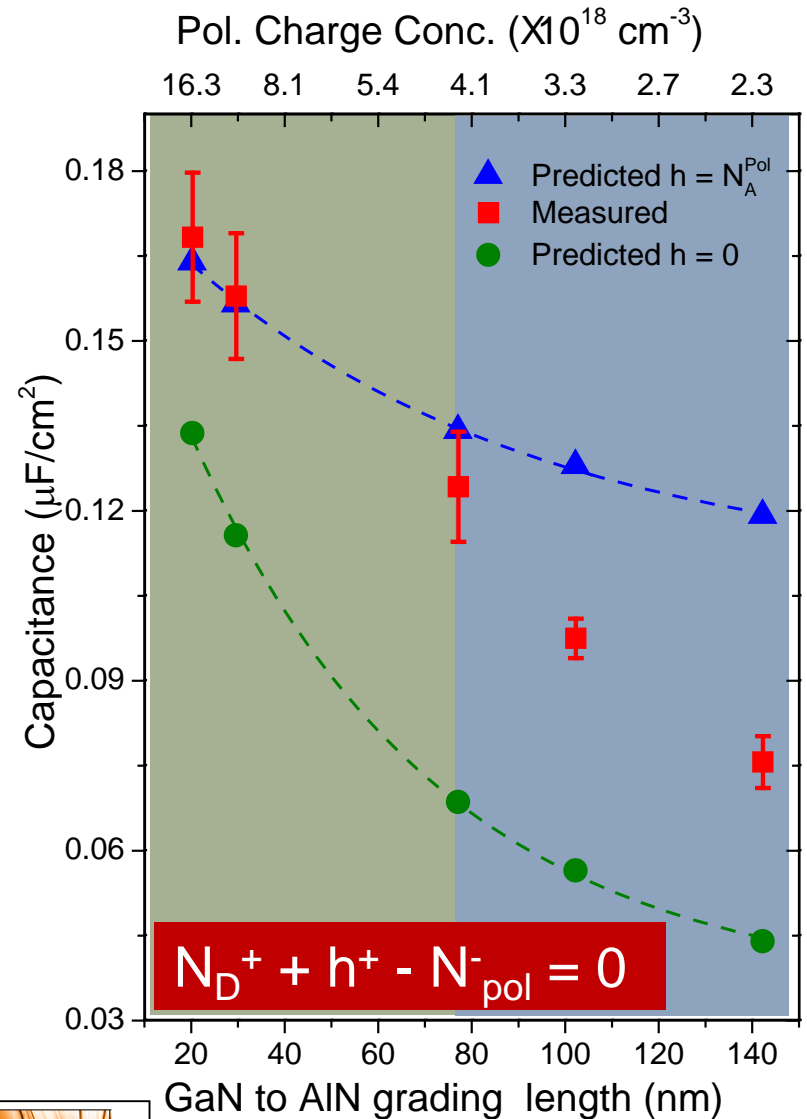 Pol. Charge Conc. (X10^18 cm^-3)
16.3 8.1 5.4 4.1 3.3 2.7 2.3
Predicted h = N_A^Pol
Measured
Predicted h = 0
Capacitance (μF/cm^2)
0.18
0.15
0.12
0.09
0.06
0.03
N_D^+ + h^+ - N^-_pol = 0
20 40 60 80 100 120 140
GaN to AlN grading length (nm)